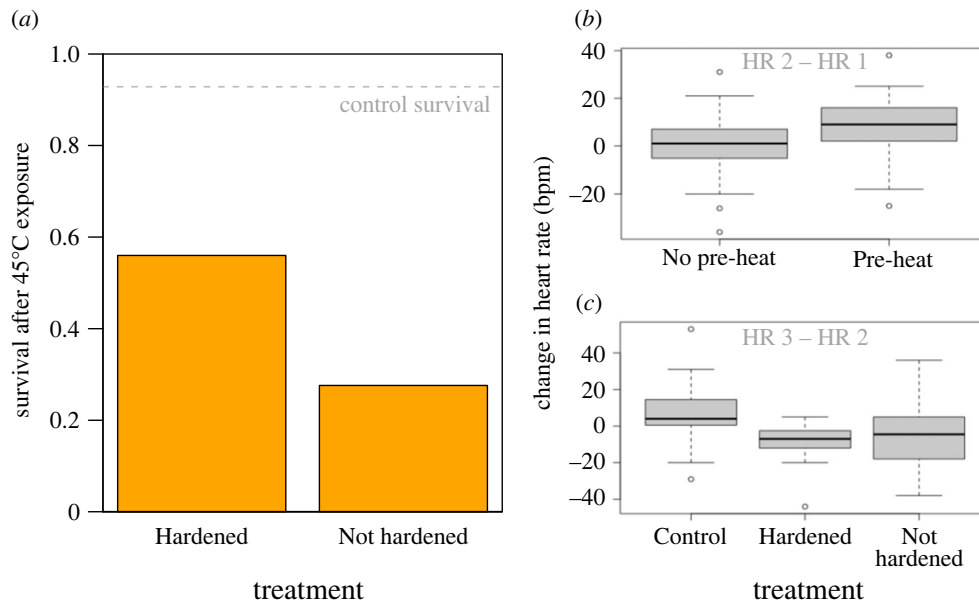 (a)
survival after 45°C exposure
1.0
0.8
0.6
0.4
0.2
0
control survival
Hardened Not hardened
treatment
(b)
change in heart rate (bpm)
40
20
0
–20
HR 2 – HR 1
No pre-heat Pre-heat
(c)
40
20
0
–20
–40
HR 3 – HR 2
Control Hardened Not
hardened
treatment